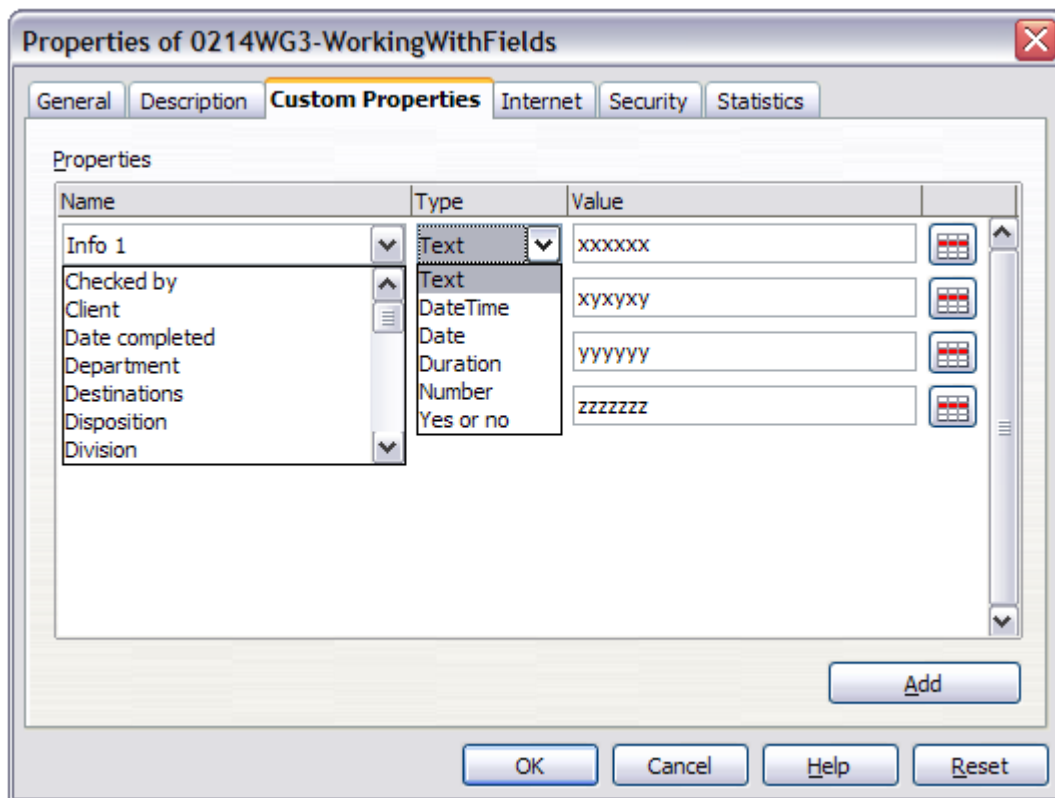 Properties of 0214WG3-WorkingWithFields
General Description Custom Properties Internet Security Statistics
Properties
Name Type Value
Info 1 Text xxxxxx
Checked by Text
Client DateTime xyxyxy
Date completed Date
Department Duration yyyyyy
Destinations Number
Disposition Yes or no zzzzzzz
Division
Add
OK Cancel Help Reset